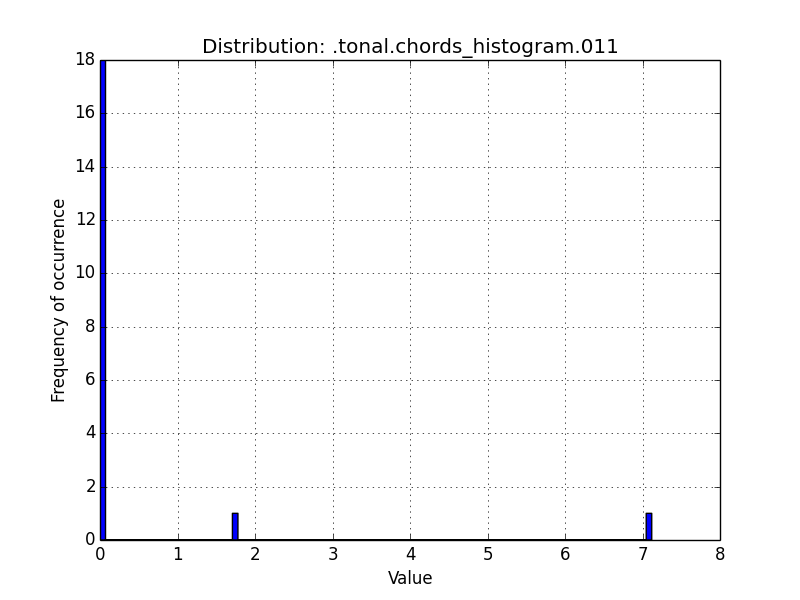 Distribution: .tonal.chords_histogram.011
18
16
14
12
10
8
6
4
2
0
Frequency of occurrence
0 1 2 3 4 5 6 7 8
Value